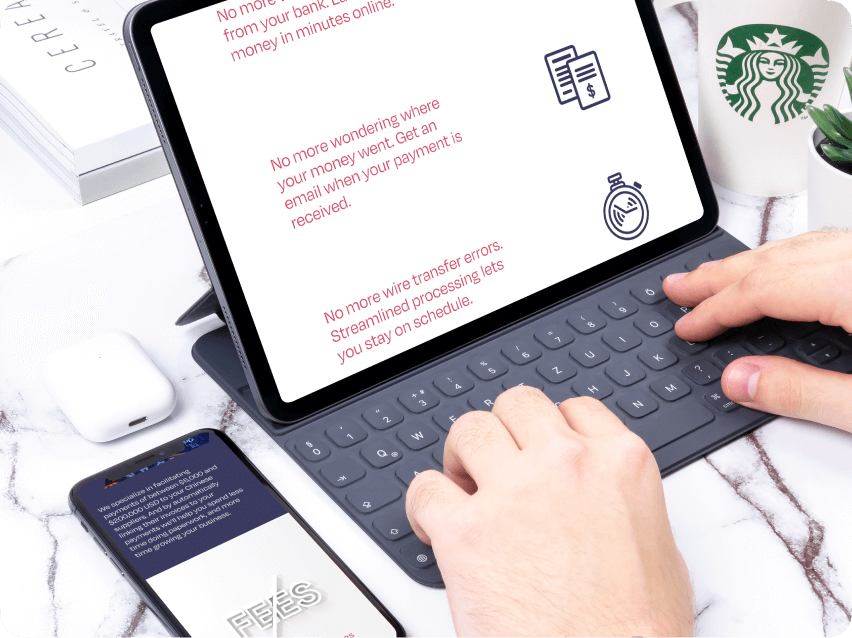 CEREA
No more w
from your bank.
money in minutes online.
No more wondering where
your money went. Get an
email when your payment is
received.
No more wire transfer errors.
Streamlined processing lets
you stay on schedule.
We specialize in facilitating
payments of between $5,000 and
$200,000 USD to your Chinese
suppliers. And by automatically
linking their invoices to your
payments we'll help you spend less
time doing paperwork, and more
time growing your business.
FEES